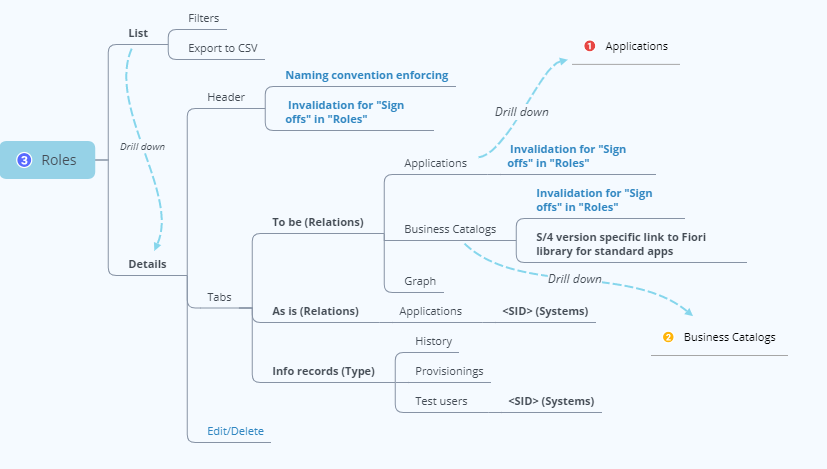 3 Roles
List
Filters
Export to CSV
Drill down
Details
Header
Naming convention enforcing
Invalidation for "Sign
offs" in "Roles"
Tabs
To be (Relations)
Applications
Invalidation for "Sign
offs" in "Roles"
Drill down
1 Applications
Business Catalogs
Invalidation for "Sign
offs" in "Roles"
S/4 version specific link to Fiori
library for standard apps
Drill down
2 Business Catalogs
Graph
As is (Relations)
Applications
<SID> (Systems)
Info records (Type)
History
Provisionings
Test users
<SID> (Systems)
Edit/Delete